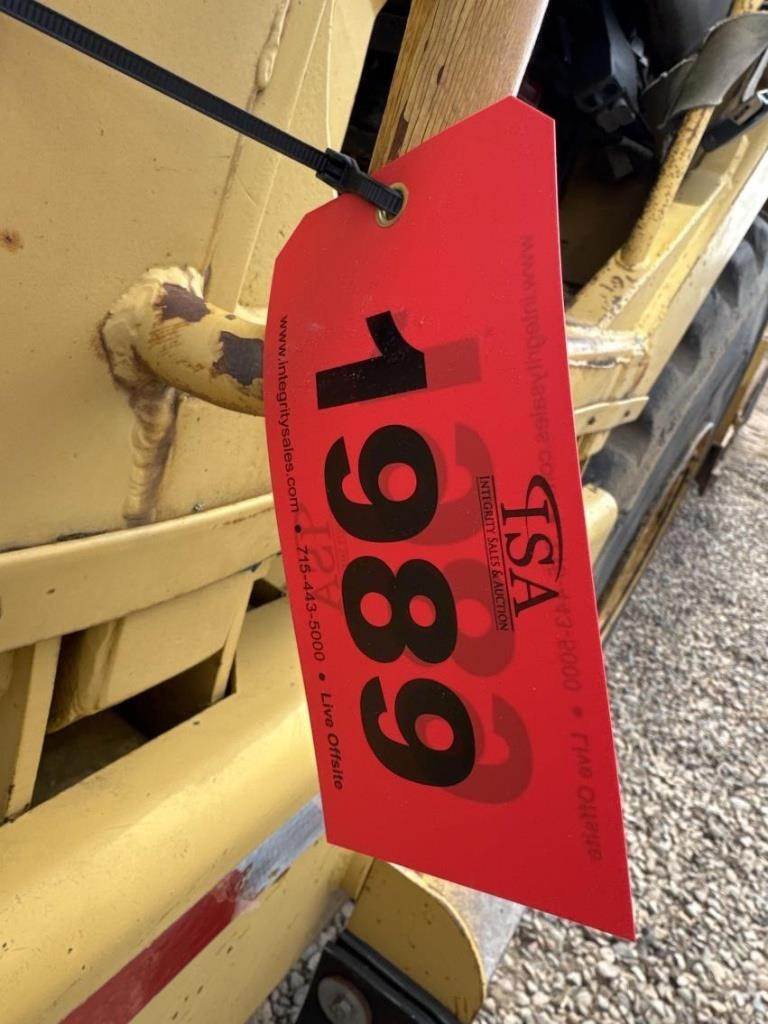 ISA
INTEGRITY SALES & AUCTION
1989
www.integritysales.com • 715-443-5000 • Live Offsite